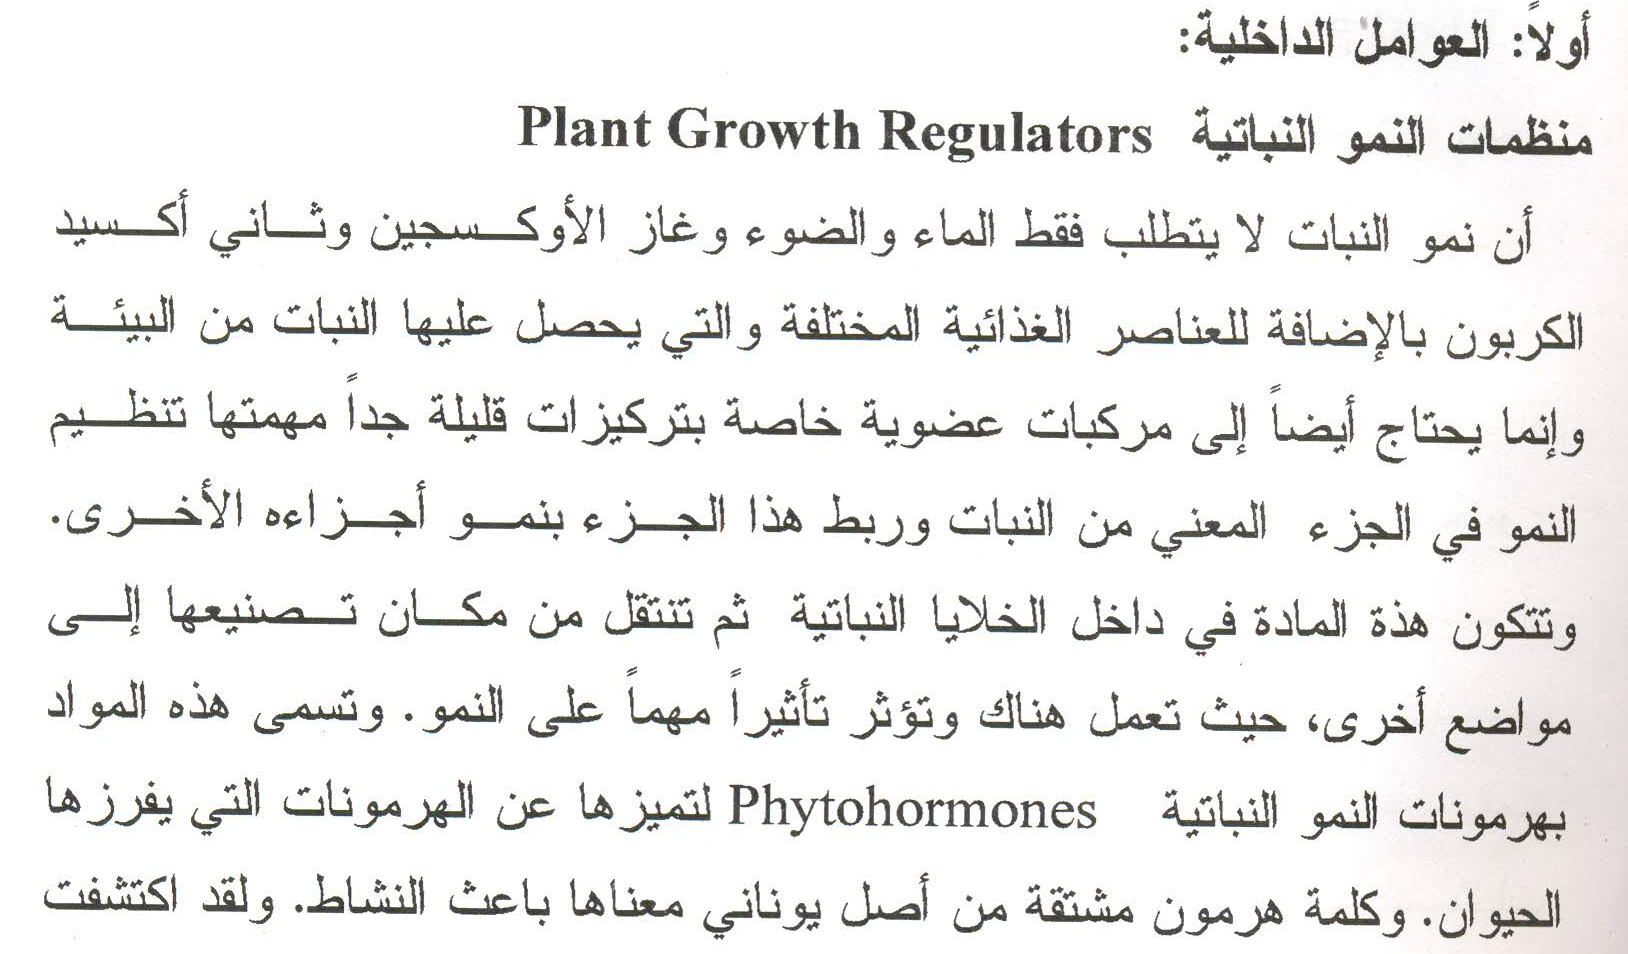 أولاً: العوامل الداخلية:
منظمات النمو النباتية Plant Growth Regulators
أن نمو النبات لا يتطلب فقط الماء والضوء وغاز الأوكسجين وثاني أكسيد
الكربون بالإضافة للعناصر الغذائية المختلفة والتي يحصل عليها النبات من البيئة
وإنما يحتاج أيضاً إلى مركبات عضوية خاصة بتركيزات قليلة جداً مهمتها تنظيم
النمو في الجزء المعني من النبات وربط هذا الجزء بنمو أجزاءه الأخرى.
وتتكون هذة المادة في داخل الخلايا النباتية ثم تنتقل من مكان تصنيعها إلى
مواضع أخرى، حيث تعمل هناك وتؤثر تأثيراً مهماً على النمو. وتسمى هذه المواد
بهرمونات النمو النباتية Phytohormones لتميزها عن الهرمونات التي يفرزها
الحيوان. وكلمة هرمون مشتقة من أصل يوناني معناها باعث النشاط. ولقد اكتشفت